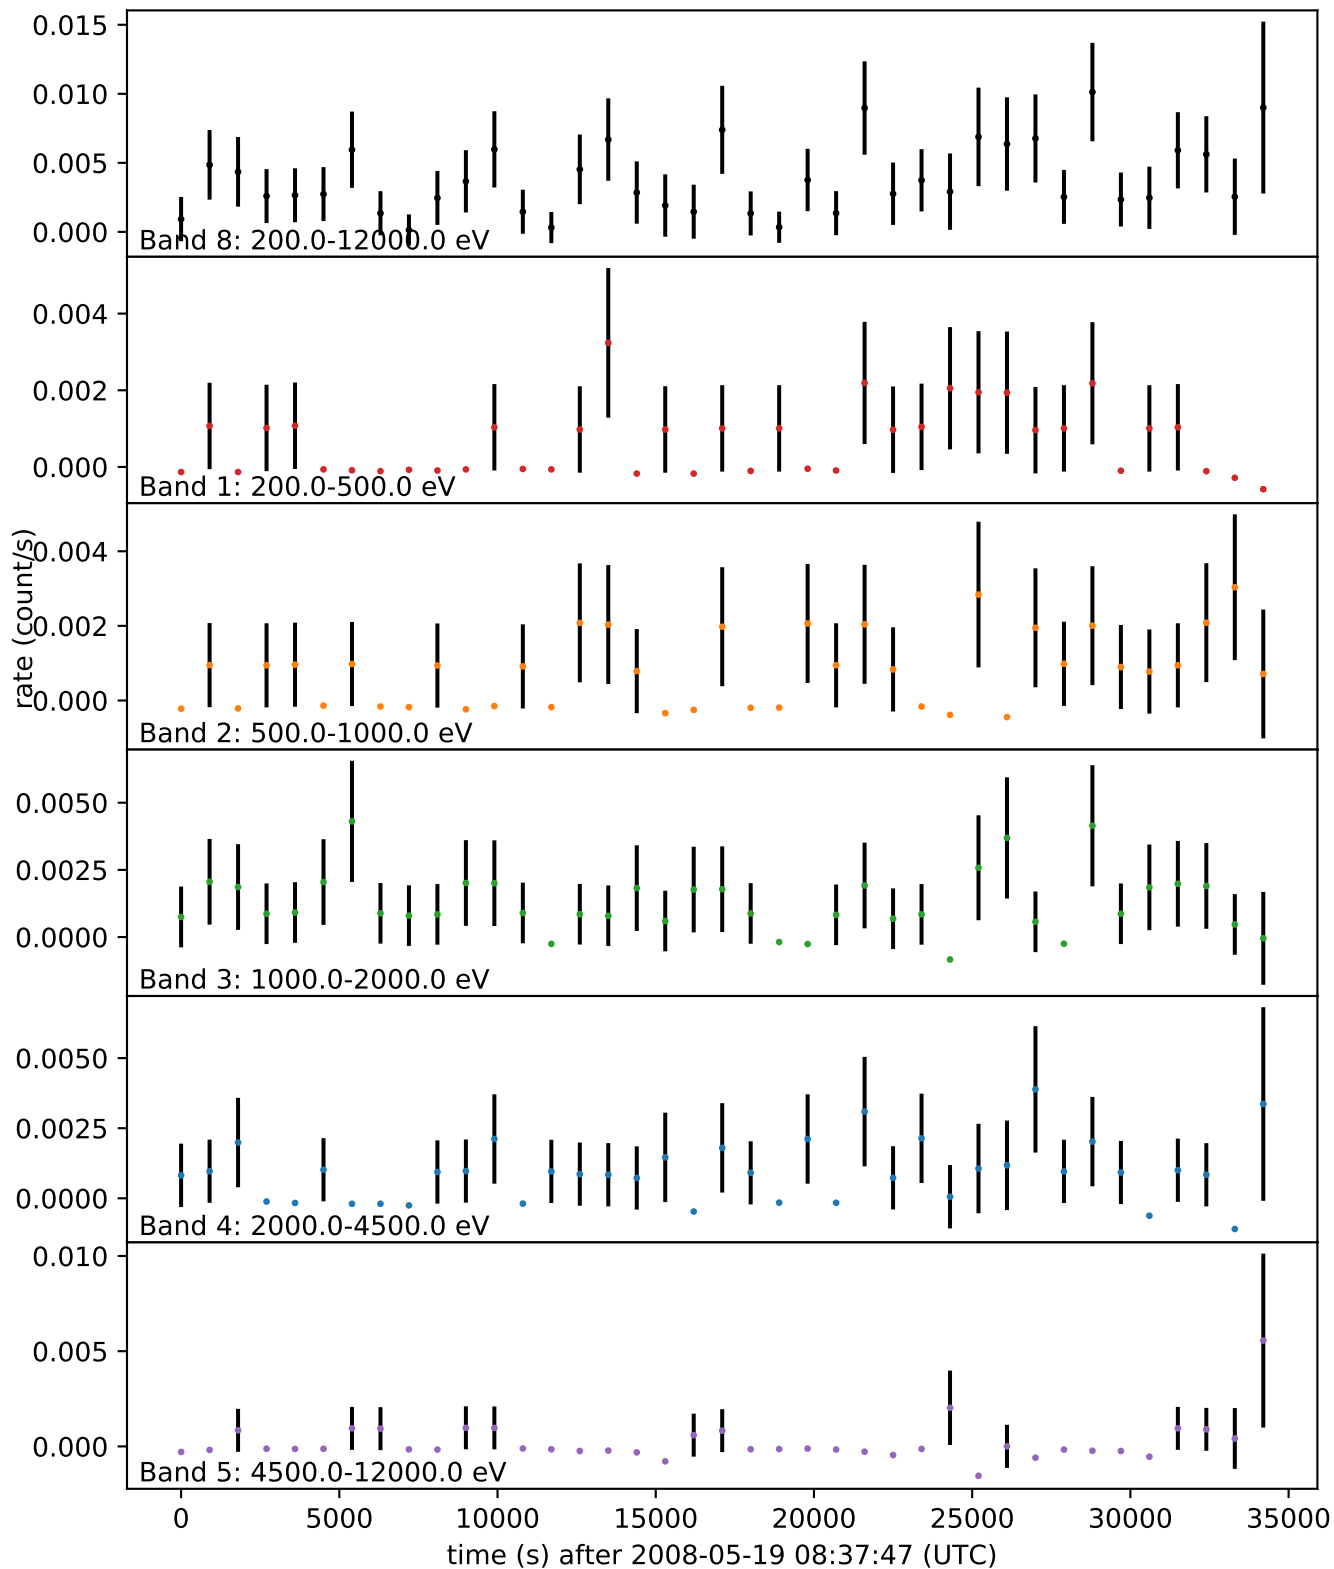 0.015
0.010
0.005
0.000
Band 8: 200.0-12000.0 eV
0.004
0.002
0.000
Band 1: 200.0-500.0 eV
rate (count/s)
0.004
0.002
0.000
Band 2: 500.0-1000.0 eV
0.0050
0.0025
0.0000
Band 3: 1000.0-2000.0 eV
0.0050
0.0025
0.0000
Band 4: 2000.0-4500.0 eV
0.010
0.005
0.000
Band 5: 4500.0-12000.0 eV
0 5000 10000 15000 20000 25000 30000 35000
time (s) after 2008-05-19 08:37:47 (UTC)